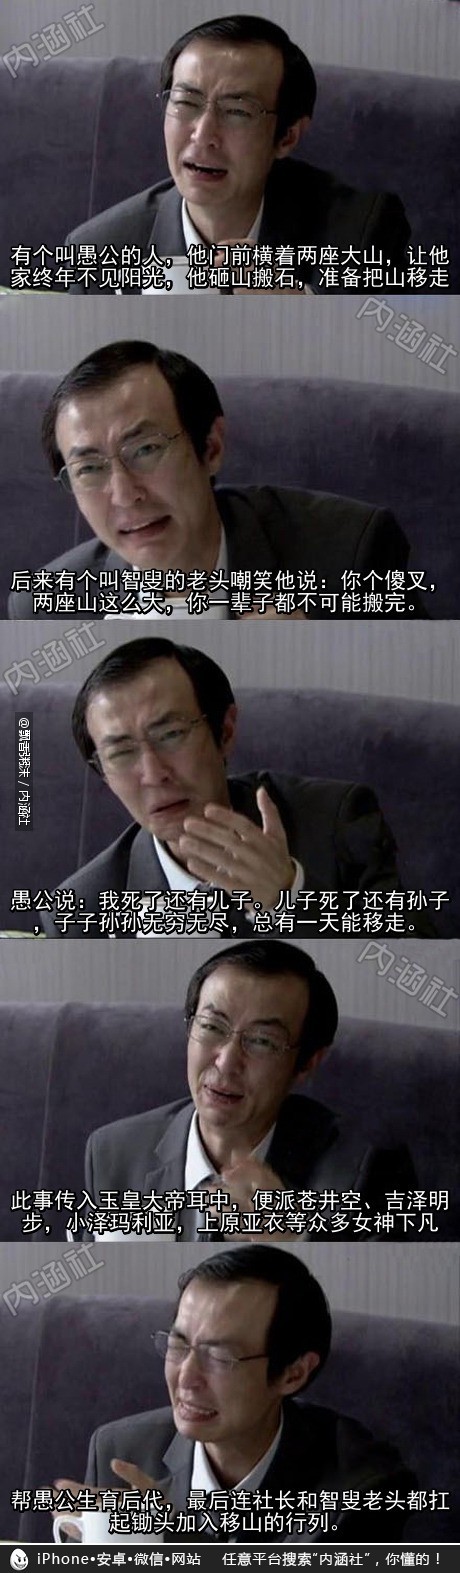 内涵社
有个叫愚公的人，他门前横着两座大山，让他
家终年不见阳光，他砸山搬石，准备把山移走
内涵社
后来有个叫智叟的老头嘲笑他说：你个傻叉，
两座山这么大，你一辈子都不可能搬完。
内涵社
@飘香粥沫／内涵社
愚公说：我死了还有儿子。儿子死了还有孙子
，子子孙孙无穷无尽，总有一天能移走。
内涵社
此事传入玉皇大帝耳中，便派苍井空、吉泽明
步，小泽玛利亚，上原亚衣等众多女神下凡
内涵社
帮愚公生育后代，最后连社长和智叟老头都扛
起锄头加入移山的行列。
iPhone•安卓•微信•网站 任意平台搜索“内涵社”，你懂的！